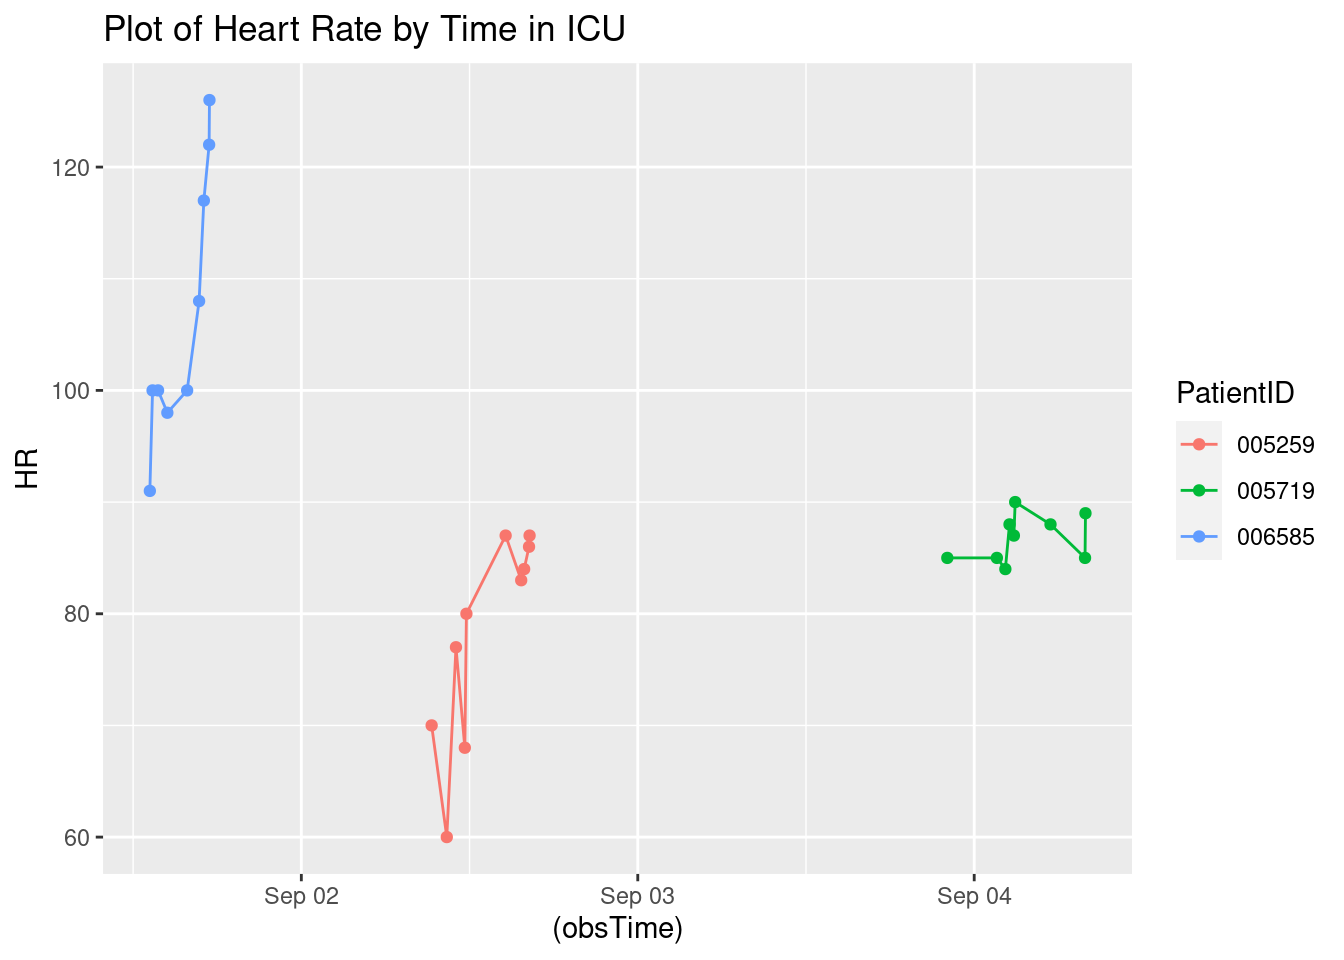 Plot of Heart Rate by Time in ICU
120
100
80
60
HR
Sep 02
Sep 03
Sep 04
(obsTime)
PatientID
005259
005719
006585